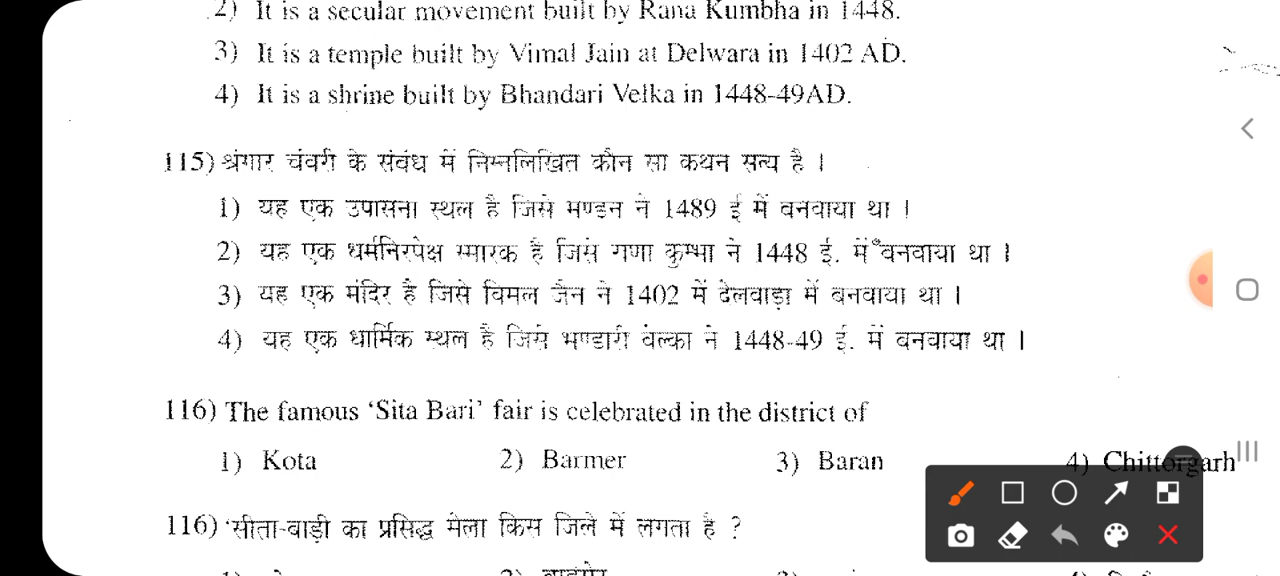 2) It is a secular movement built by Rana Kumbha in 1448.
3) It is a temple built by Vimal Jain at Delwara in 1402 AD.
4) It is a shrine built by Bhandari Velka in 1448-49AD.
115) श्रंगार चंवरी के संबंध में निम्नलिखित कौन सा कथन सत्य है ।
1) यह एक उपासना स्थल है जिसे मण्डन ने 1489 ई में बनवाया था ।
2) यह एक धर्मनिरपेक्ष स्मारक है जिसे राणा कुम्भा ने 1448 ई. में बनवाया था ।
3) यह एक मंदिर है जिसे विमल जैन ने 1402 में देलवाड़ा में बनवाया था ।
4) यह एक धार्मिक स्थल है जिसे भण्डारी वेल्का ने 1448-49 ई. में बनवाया था ।
116) The famous ‘Sita Bari’ fair is celebrated in the district of
1) Kota 2) Barmer 3) Baran 4) Chittorgarh
116) ‘सीता-वाड़ी का प्रसिद्ध मेला किस जिले में लगता है ?